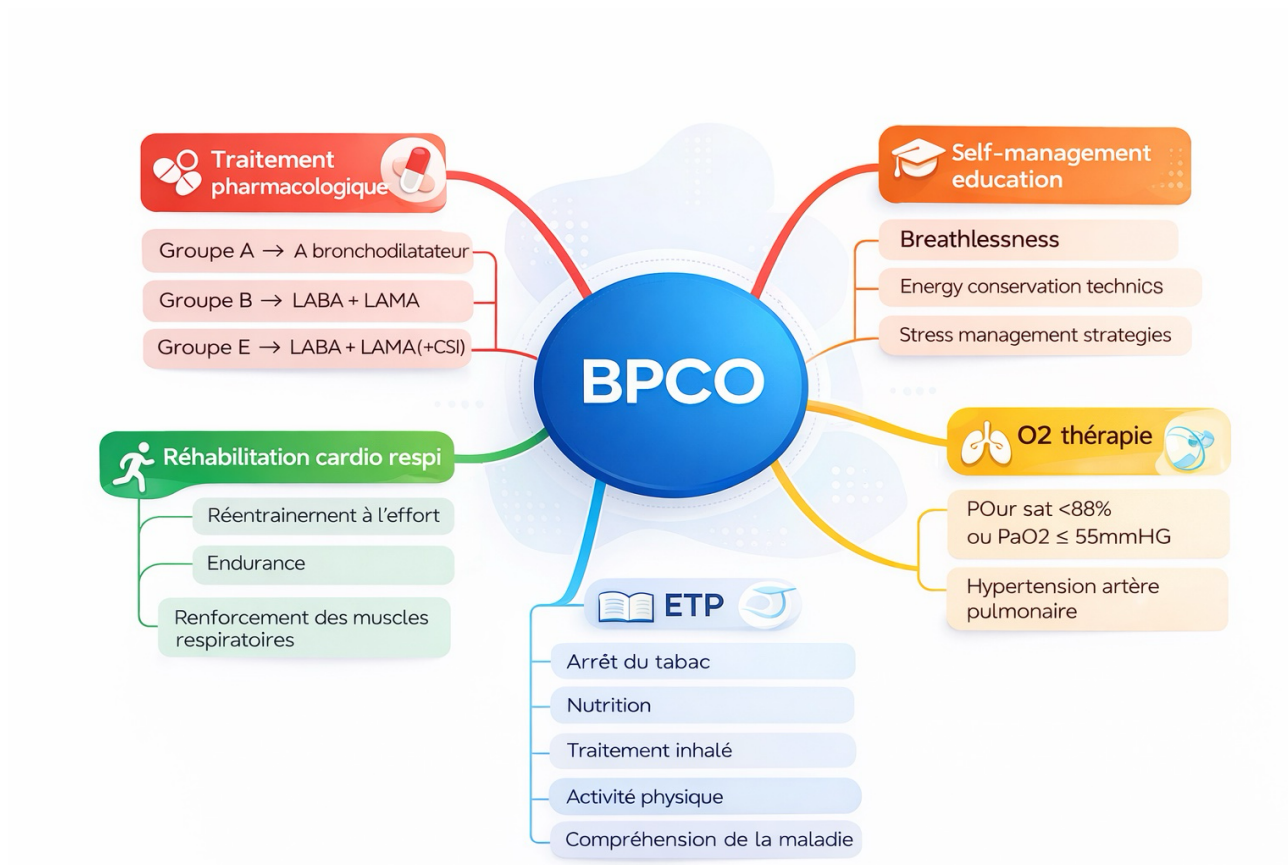 Traitement
pharmacologique
Groupe A → A bronchodilatateur
Groupe B → LABA + LAMA
Groupe E → LABA + LAMA(+CSI)
Self-management
education
Breathlessness
Energy conservation technics
Stress management strategies
BPCO
Réhabilitation cardio respi
Réentrainement à l'effort
Endurance
Renforcement des muscles
respiratoires
O2 thérapie
POur sat <88%
ou PaO2 ≤ 55mmHG
Hypertension artère
pulmonaire
ETP
Arrêt du tabac
Nutrition
Traitement inhalé
Activité physique
Compréhension de la maladie